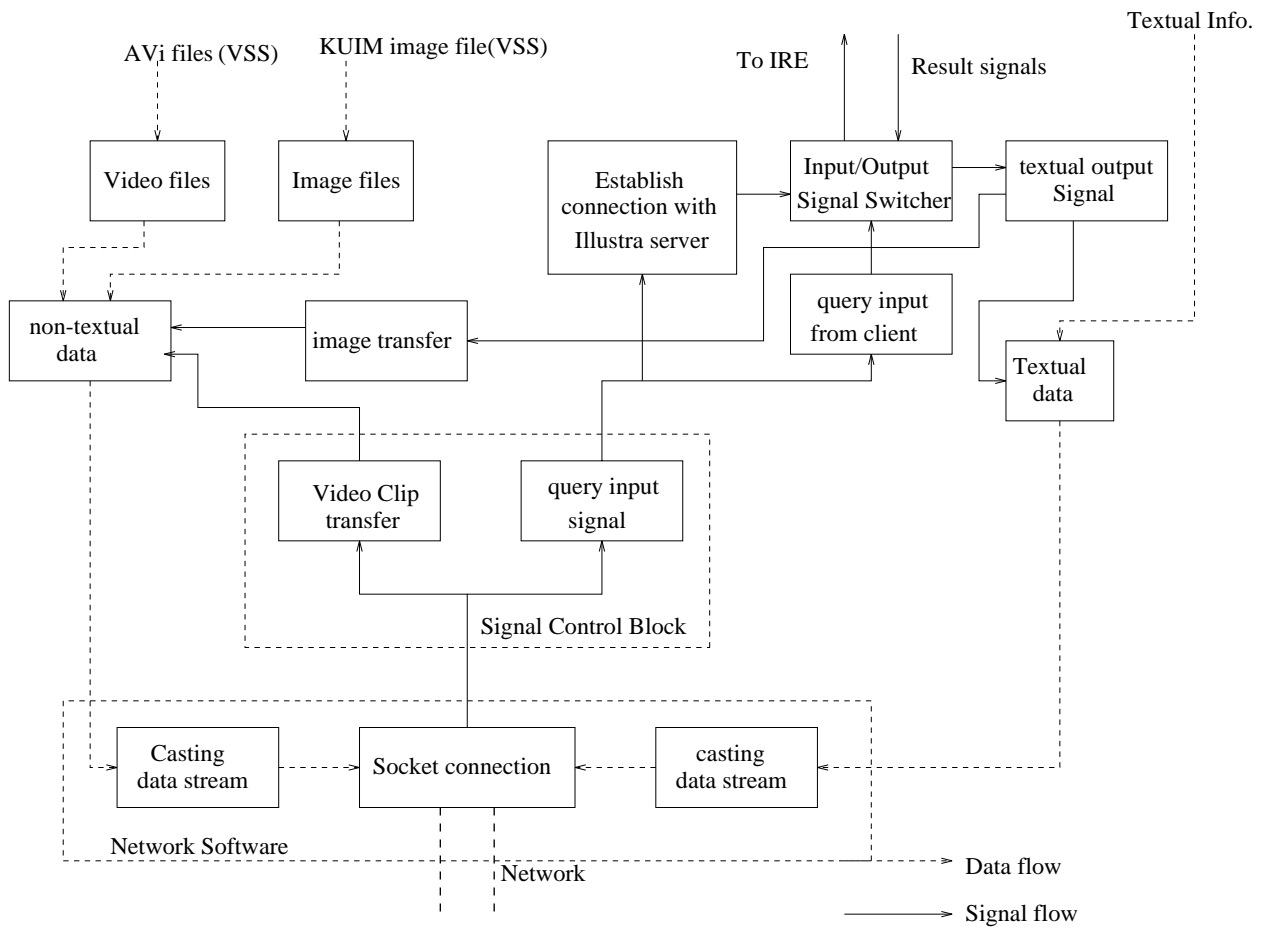 Textual Info.
AVi files (VSS)
KUIM image file(VSS)
To IRE
Result signals
Video files
Image files
Establish
connection with
Illustra server
Input/Output
Signal Switcher
textual output
Signal
non-textual
data
image transfer
query input
from client
Textual
data
Video Clip
transfer
query input
signal
Signal Control Block
Casting
data stream
Socket connection
casting
data stream
Network Software
Network
Data flow
Signal flow